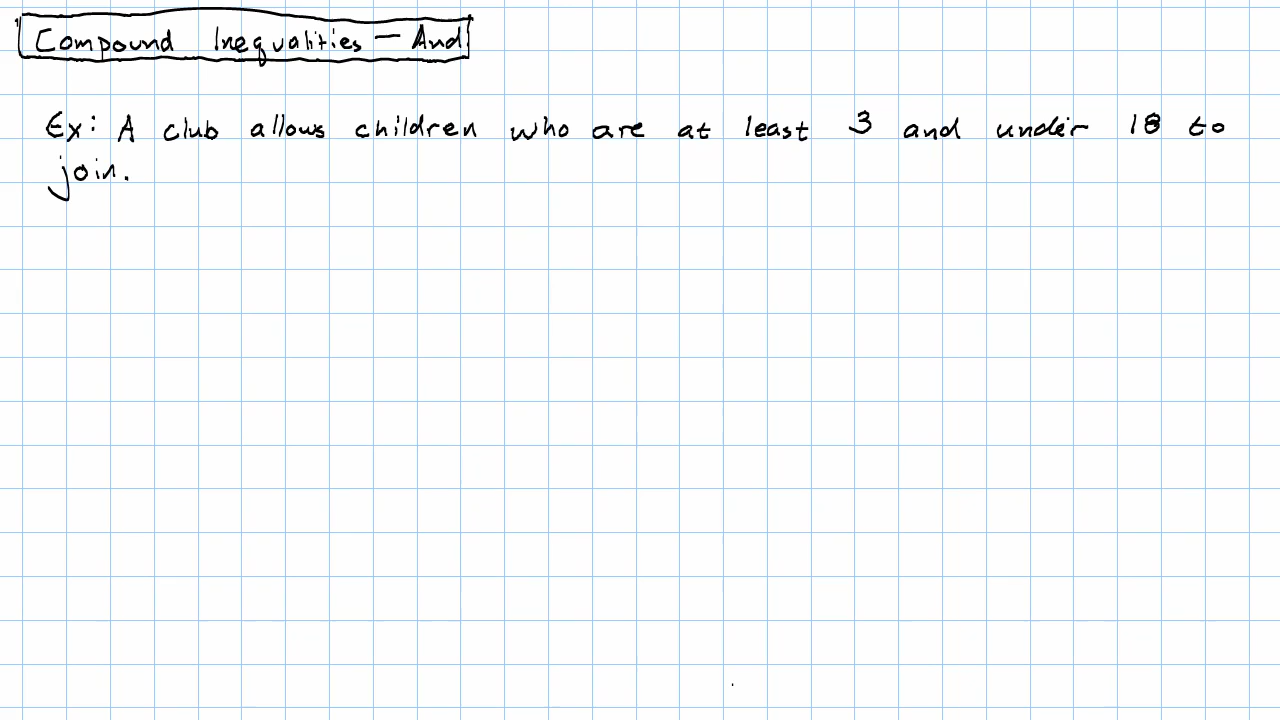 Compound Inequalities - And
Ex: A club allows children who are at least 3 and under 18 to
join.